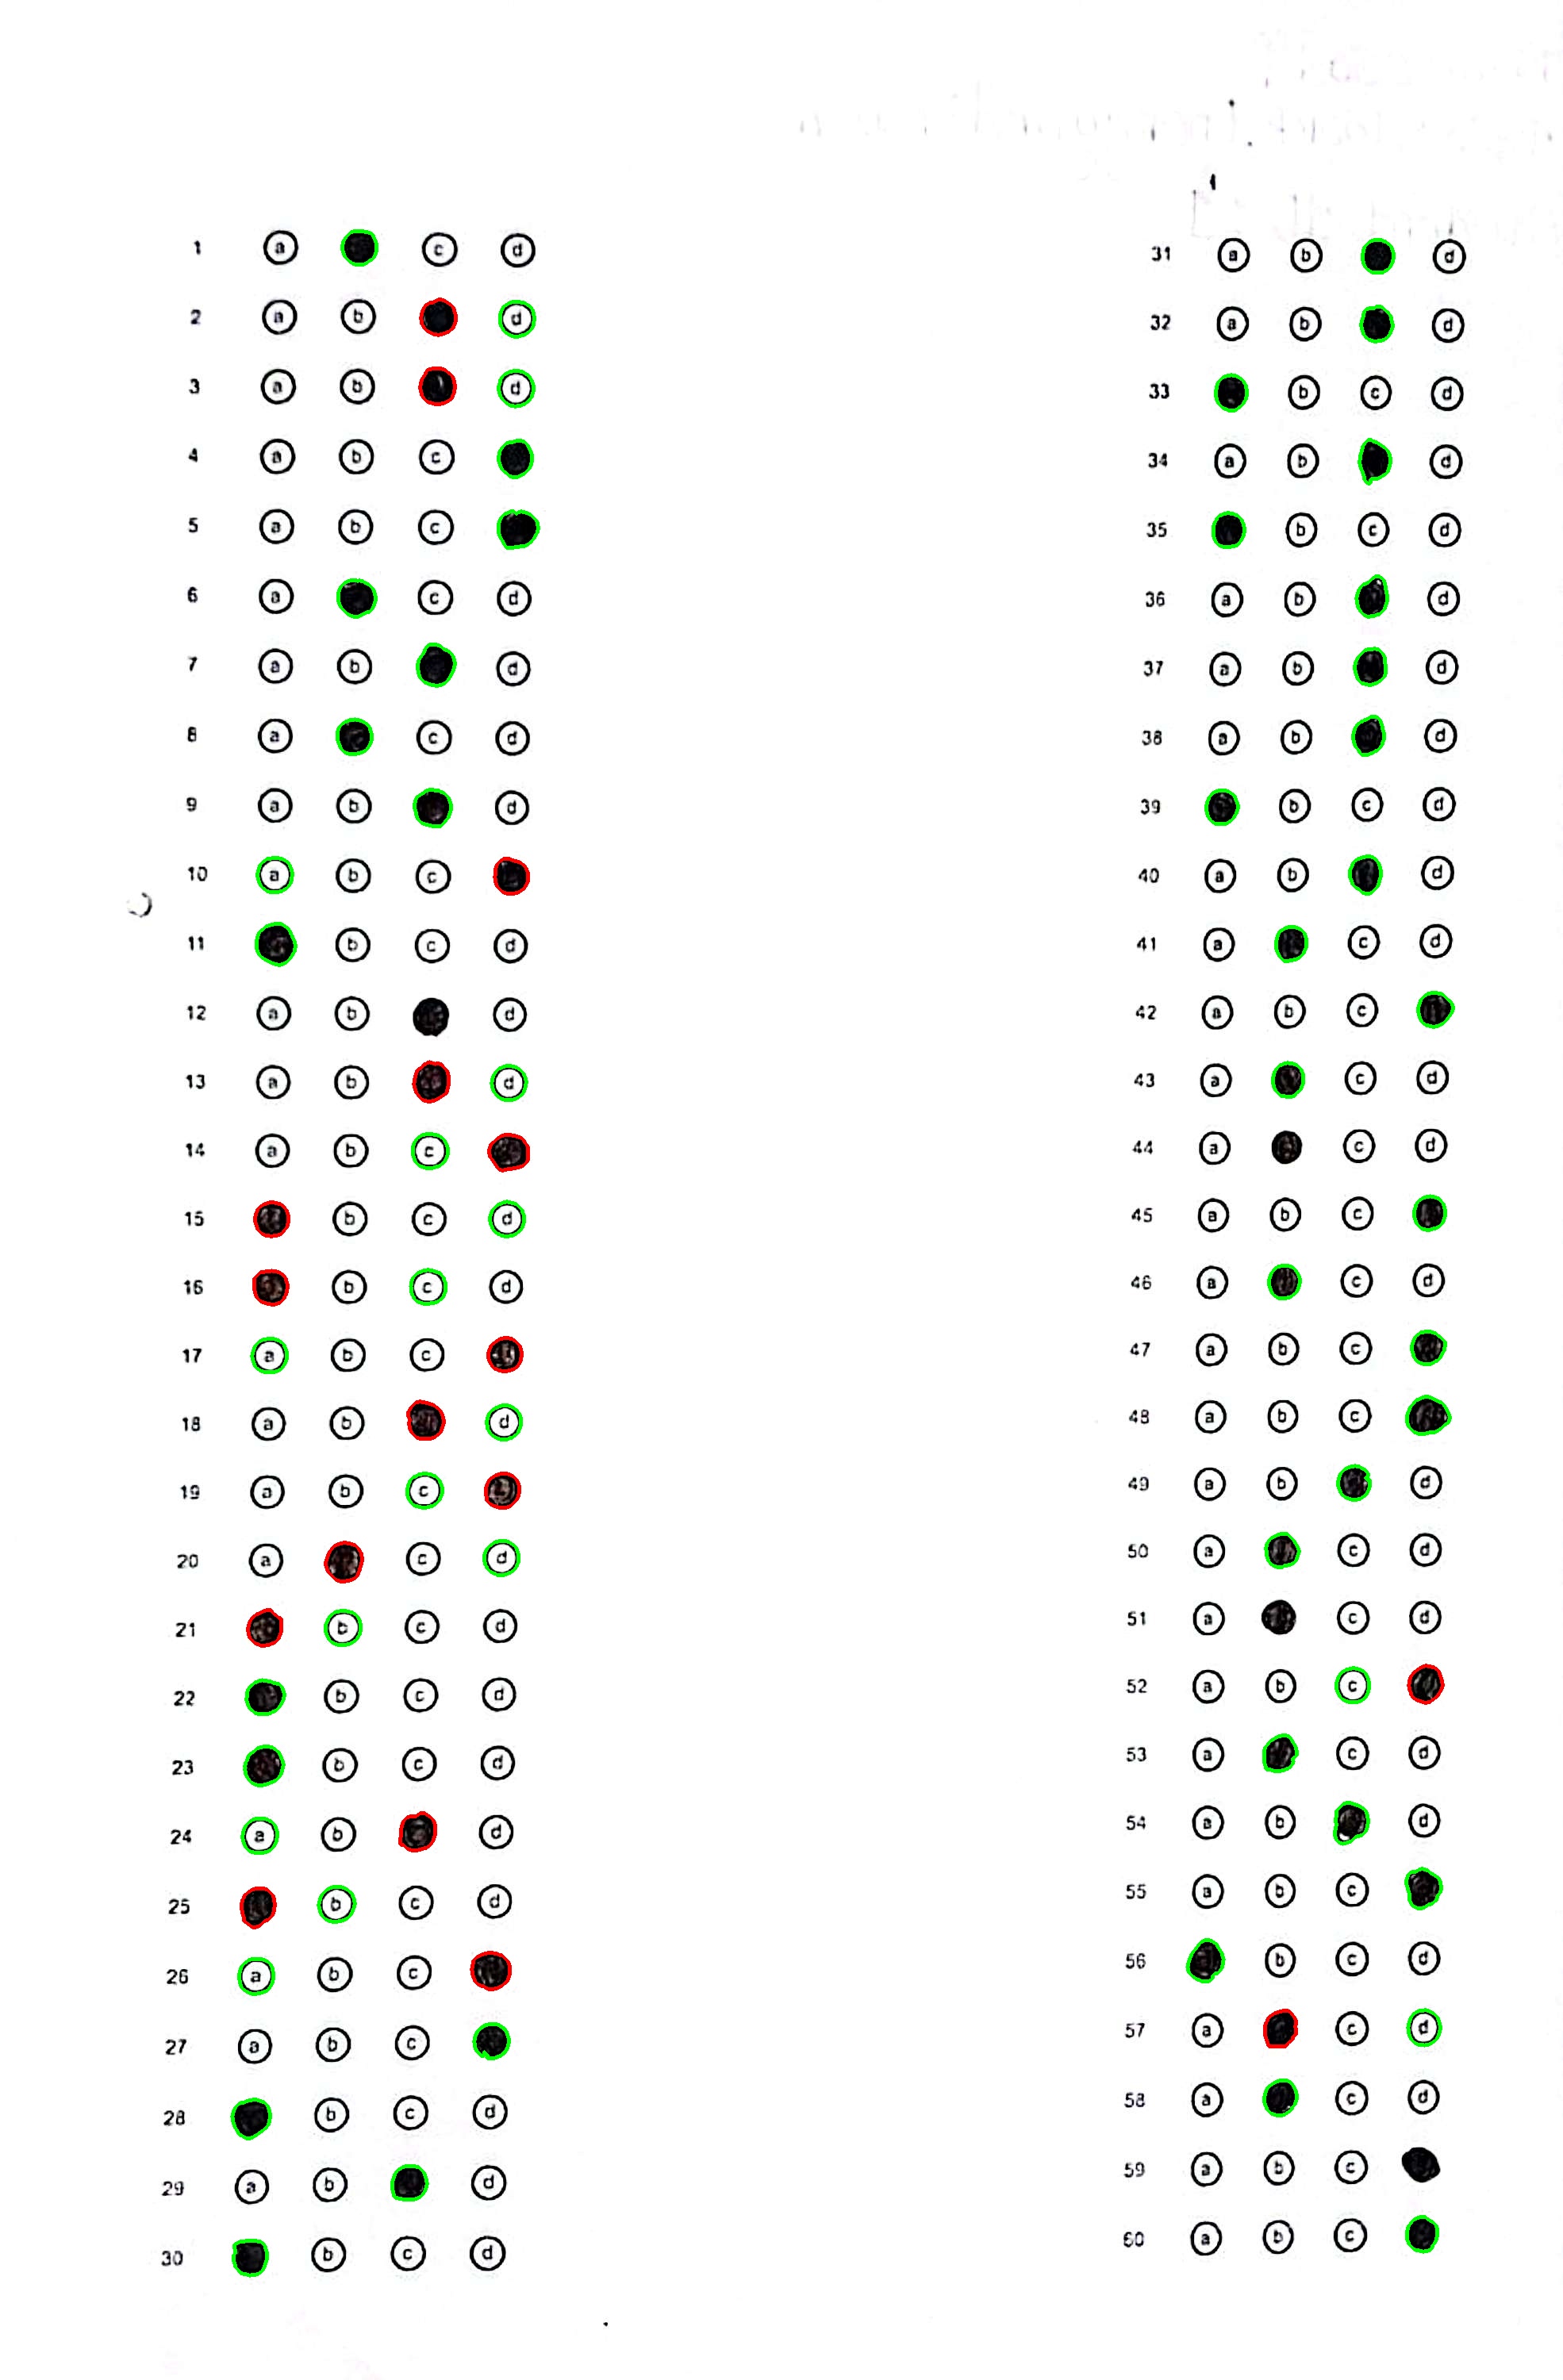 1 a c d
2 a b d
3 a b d
4 a b c
5 a b c
6 a c d
7 a b d
8 a c d
9 a b d
10 a b c
11 b c d
12 a b d
13 a b d
14 a b c
15 b c d
16 b c d
17 a b c
18 a b d
19 a b c
20 a c d
21 b c d
22 b c d
23 b c d
24 a b d
25 b c d
26 a b c
27 a b c
28 b c d
29 a b d
30 b c d
31 a b d
32 a b d
33 b c d
34 a b d
35 b c d
36 a b d
37 a b d
38 a b d
39 b c d
40 a b d
41 a c d
42 a b c
43 a c d
44 a c d
45 a b c
46 a c d
47 a b c
48 a b c
49 a b d
50 a c d
51 a c d
52 a b c
53 a c d
54 a b d
55 a b c
56 b c d
57 a c d
58 a c d
59 a b c
60 a b c